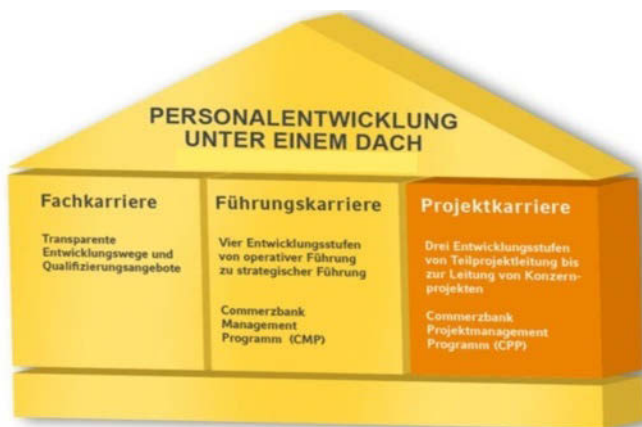 PERSONALENTWICKLUNG
UNTER EINEM DACH
Fachkarriere
Transparente
Entwicklungswege und
Qualifizierungsangebote
Führungskarriere
Vier Entwicklungsstufen
von operativer Führung
zu strategischer Führung
Commerzbank
Management
Programm (CMP)
Projektkarriere
Drei Entwicklungsstufen
von Teilprojektleitung bis
zur Leitung von Konzern-
projekten
Commerzbank
Projektmanagement
Programm (CPP)